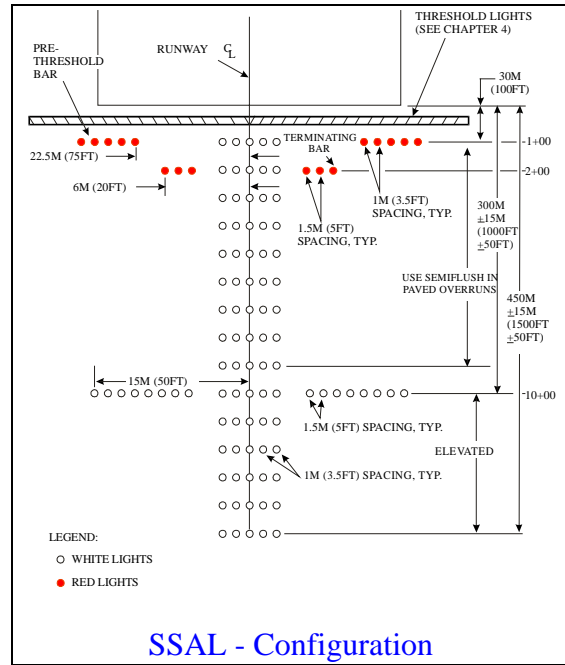 THRESHOLD LIGHTS
(SEE CHAPTER 4)
PRE-
THRESHOLD
BAR
RUNWAY
℄
30M
(100FT)
TERMINATING
BAR
-1+00
22.5M (75FT)
-2+00
6M (20FT)
1M (3.5FT)
SPACING, TYP.
1.5M (5FT)
SPACING, TYP.
300M
±15M
(1000FT
±50FT)
USE SEMIFLUSH IN
PAVED OVERRUNS
450M
±15M
(1500FT
±50FT)
15M (50FT)
-10+00
1.5M (5FT) SPACING, TYP.
ELEVATED
1M (3.5FT) SPACING, TYP.
LEGEND:
WHITE LIGHTS
RED LIGHTS
SSAL - Configuration